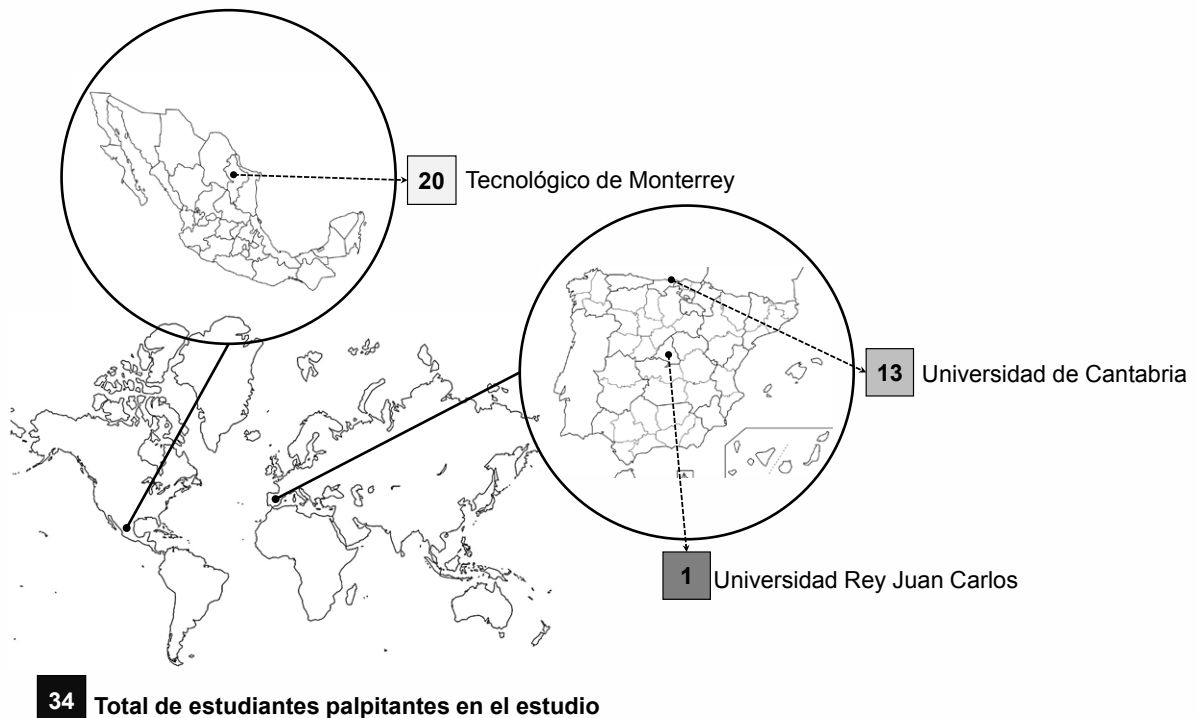 20 Tecnológico de Monterrey
13 Universidad de Cantabria
1 Universidad Rey Juan Carlos
34 Total de estudiantes palpitantes en el estudio